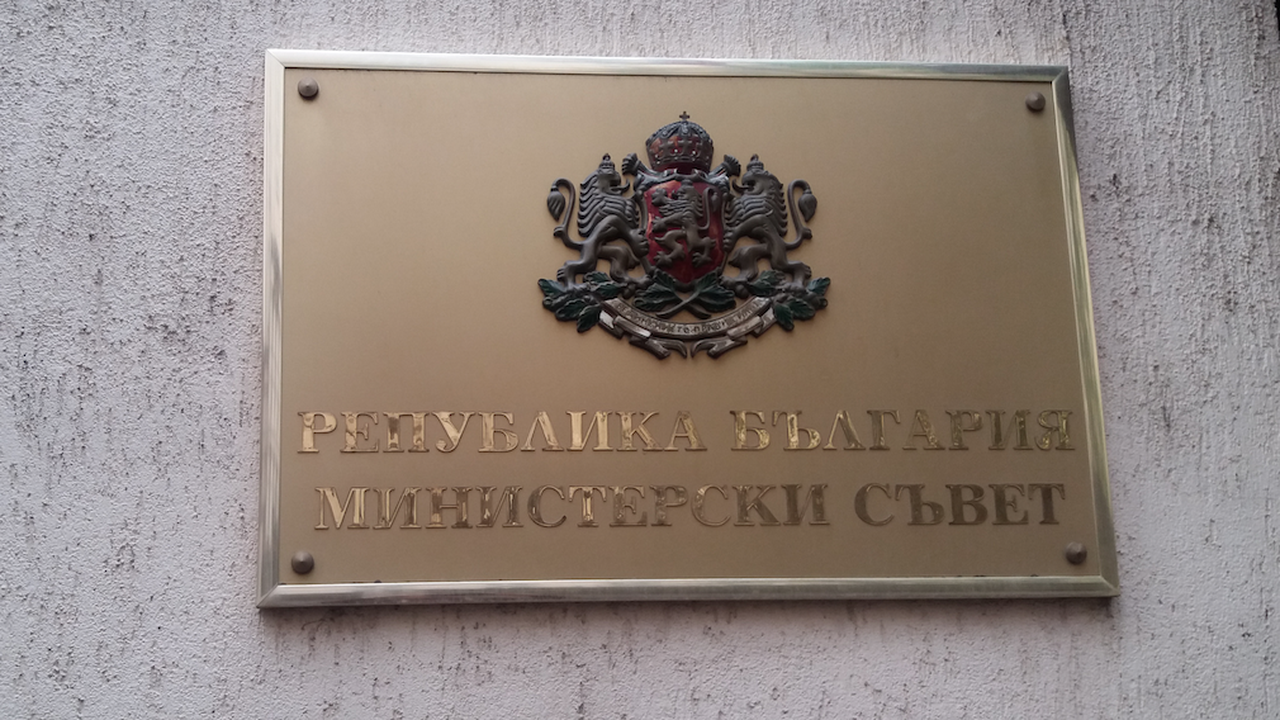 РЕПУБЛИКА БЪЛГАРИЯ
МИНИСТЕРСКИ СЪВЕТ